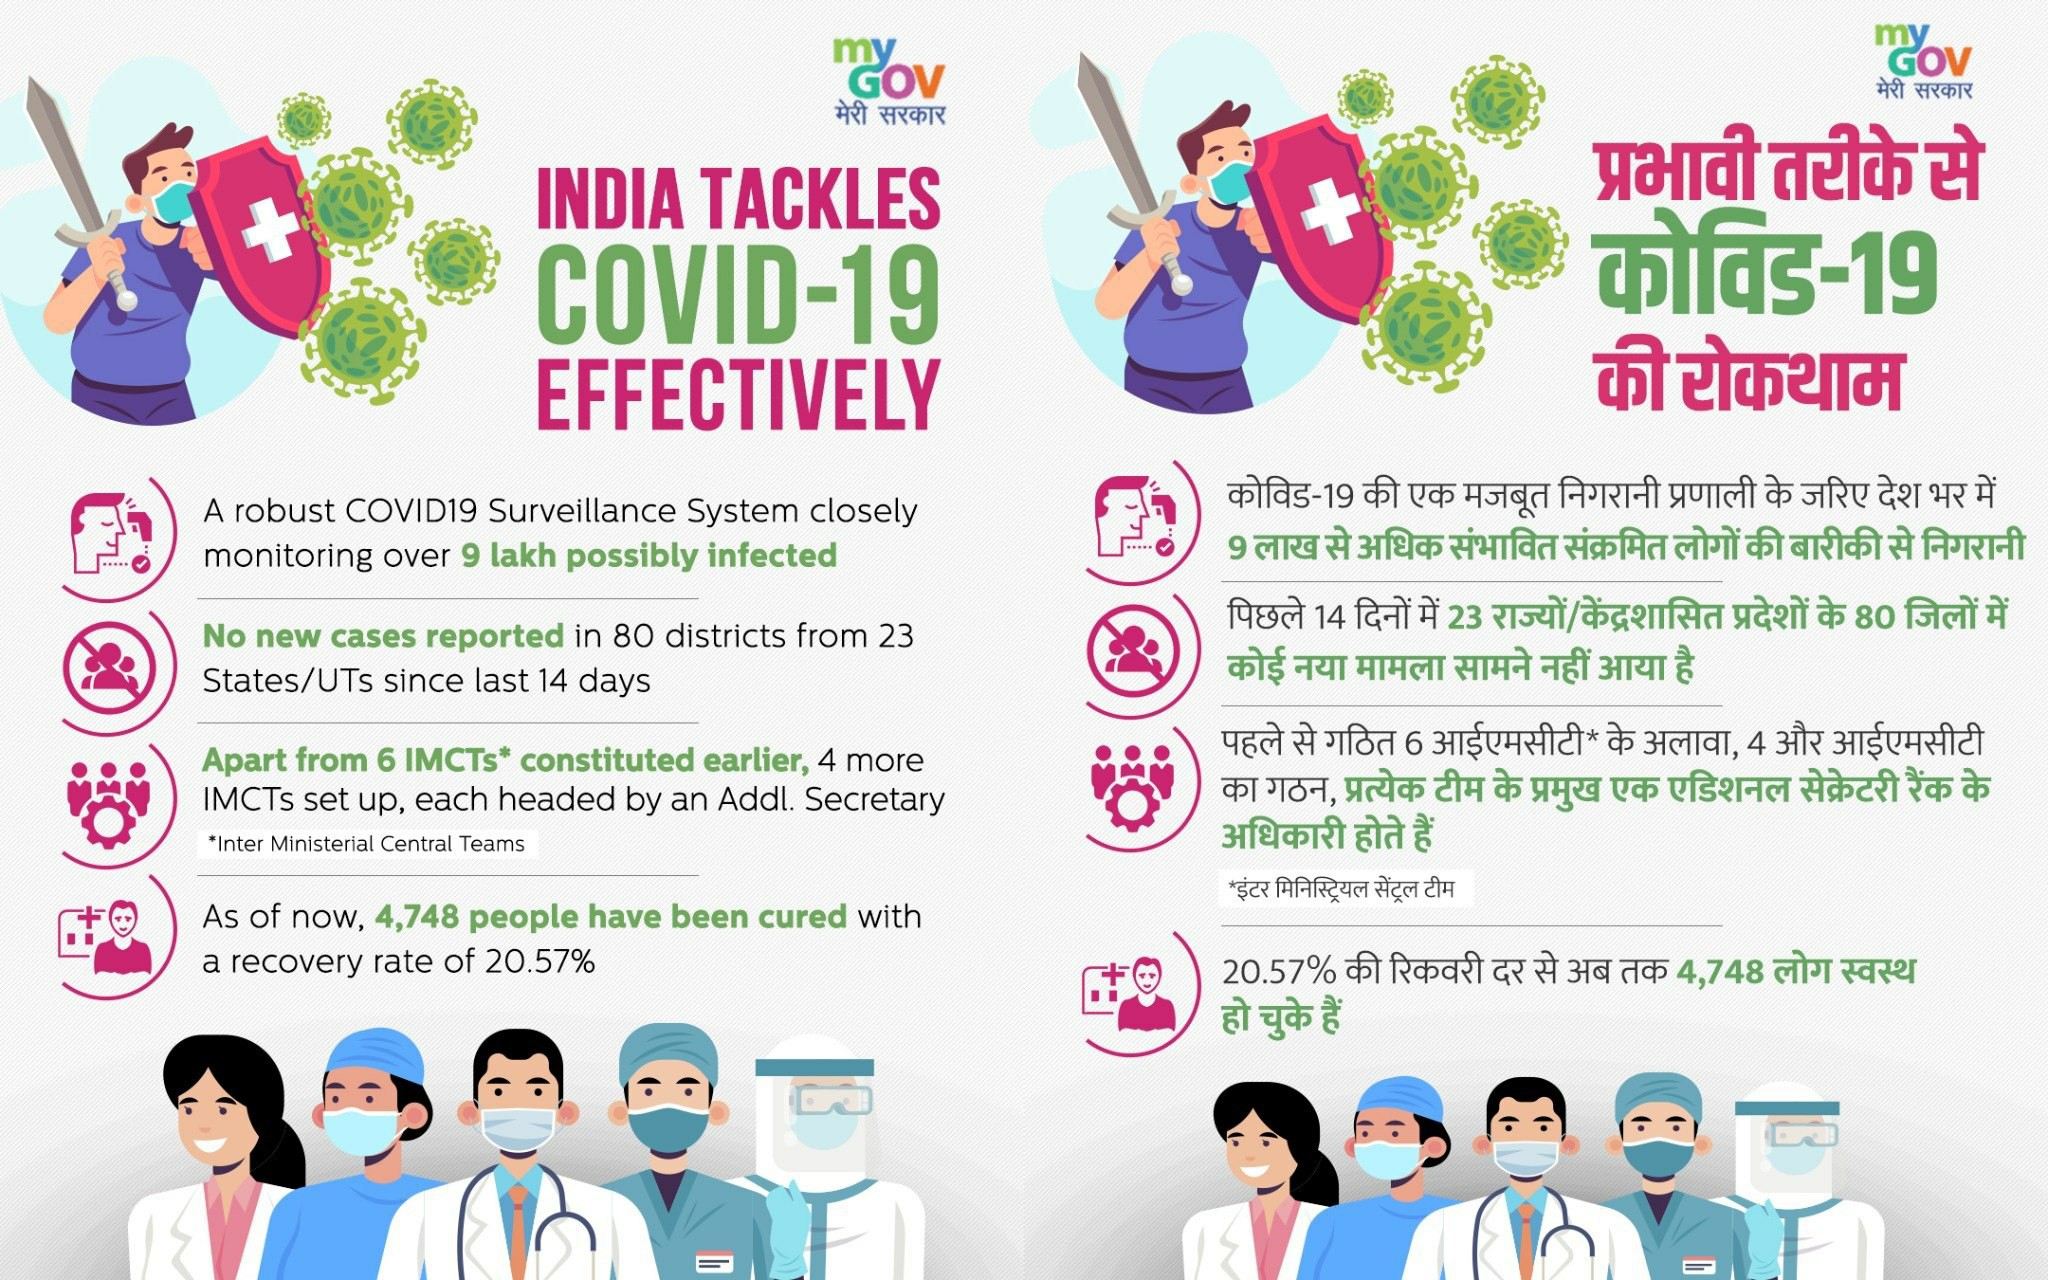 my
GOV
मेरी सरकार
INDIA TACKLES
COVID-19
EFFECTIVELY
A robust COVID19 Surveillance System closely
monitoring over 9 lakh possibly infected
No new cases reported in 80 districts from 23
States/UTs since last 14 days
Apart from 6 IMCTs* constituted earlier, 4 more
IMCTs set up, each headed by an Addl. Secretary
*Inter Ministerial Central Teams
As of now, 4,748 people have been cured with
a recovery rate of 20.57%
my
GOV
मेरी सरकार
प्रभावी तरीके से
कोविड-19
की रोकथाम
कोविड-19 की एक मजबूत निगरानी प्रणाली के जरिए देश भर में
9 लाख से अधिक संभावित संक्रमित लोगों की बारीकी से निगरानी
पिछले 14 दिनों में 23 राज्यों/केंद्रशासित प्रदेशों के 80 जिलों में
कोई नया मामला सामने नहीं आया है
पहले से गठित 6 आईएमसीटी* के अलावा, 4 और आईएमसीटी
का गठन, प्रत्येक टीम के प्रमुख एक एडिशनल सेक्रेटरी रैंक के
अधिकारी होते हैं
*इंटर मिनिस्ट्रियल सेंट्रल टीम
20.57% की रिकवरी दर से अब तक 4,748 लोग स्वस्थ
हो चुके हैं